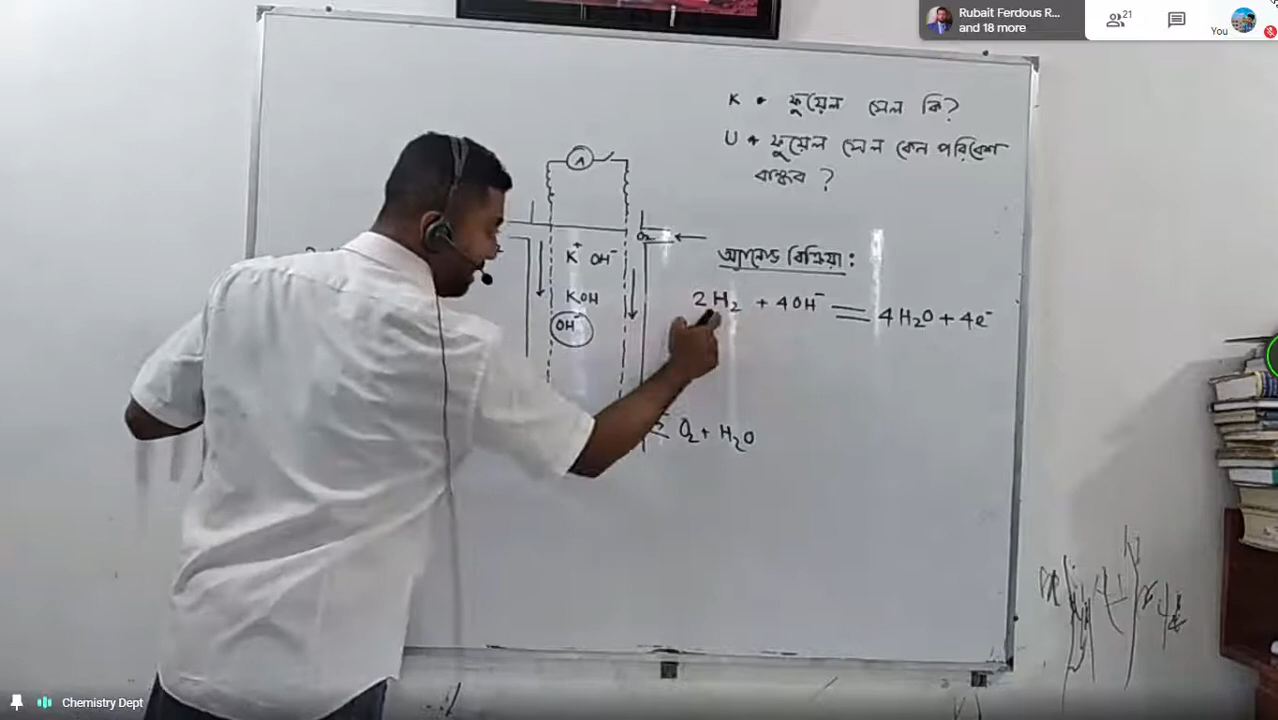 Rubait Ferdous R...
and 18 more
21
You
K • ফুয়েল সেল কি?
U • ফুয়েল সেল কেন পরিবেশ
বান্ধব ?
A
O₂
K⁺ OH⁻
KOH
OH⁻
অ্যানোড বিক্রিয়া:
2H₂ + 4OH⁻ = 4H₂O + 4e⁻
O₂ + H₂O
Chemistry Dept